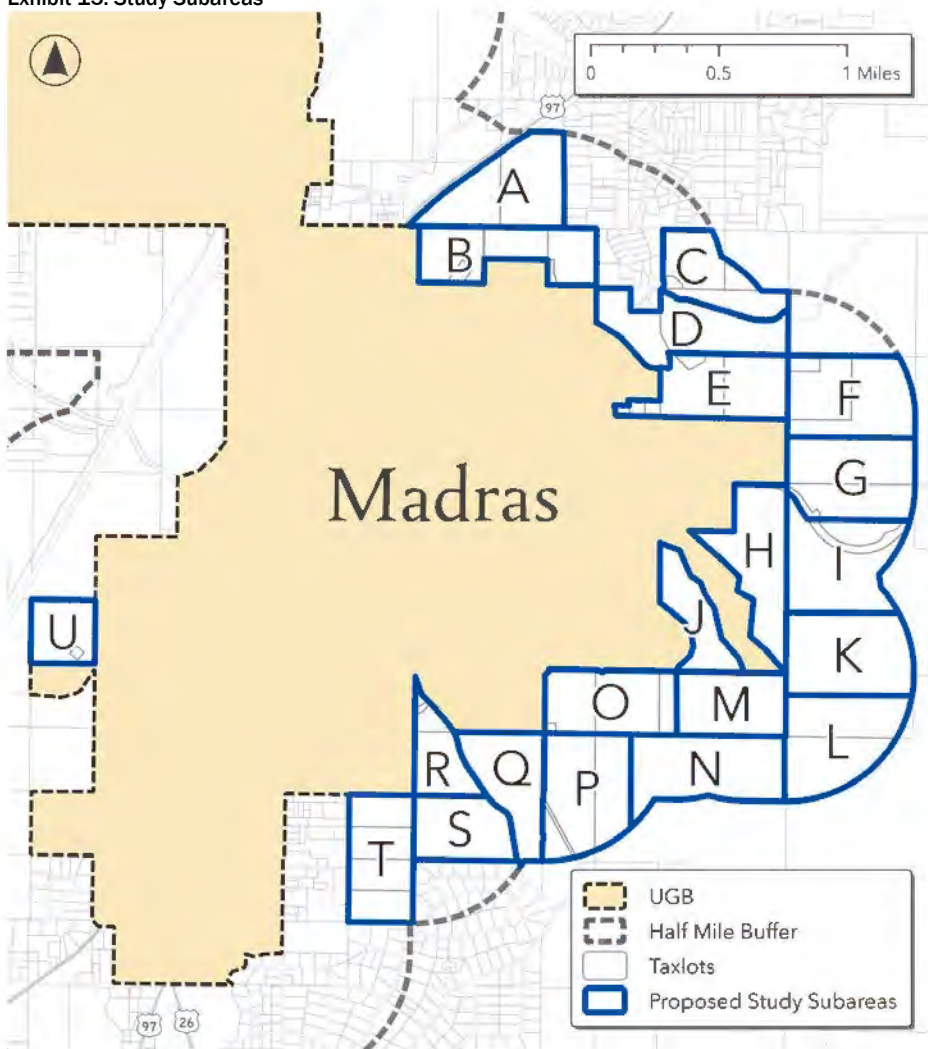 Exhibit 15. Study Subareas
0 0.5 1 Miles
97
A
B
C
D
E
F
G
Madras
H
I
J
U
K
O
M
L
R
Q
P
N
S
T
UGB
Half Mile Buffer
Taxlots
Proposed Study Subareas
97 26